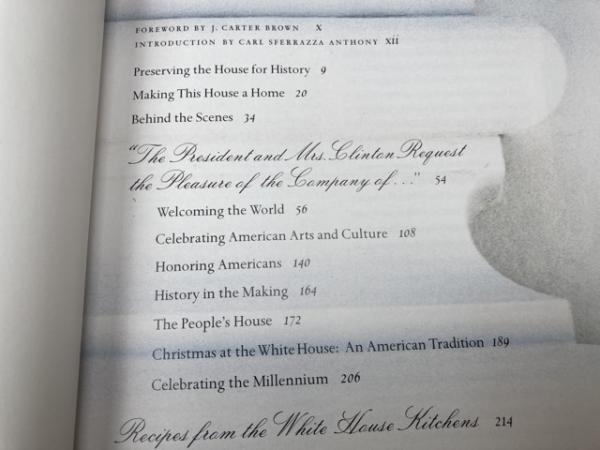 FOREWORD BY J. CARTER BROWN X
INTRODUCTION BY CARL SFERRAZZA ANTHONY XII
Preserving the House for History 9
Making This House a Home 20
Behind the Scenes 34
"The President and Mrs. Clinton Request
the Pleasure of the Company of..." 54
Welcoming the World 56
Celebrating American Arts and Culture 108
Honoring Americans 140
History in the Making 164
The People's House 172
Christmas at the White House: An American Tradition 189
Celebrating the Millennium 206
Recipes from the White House Kitchens 214